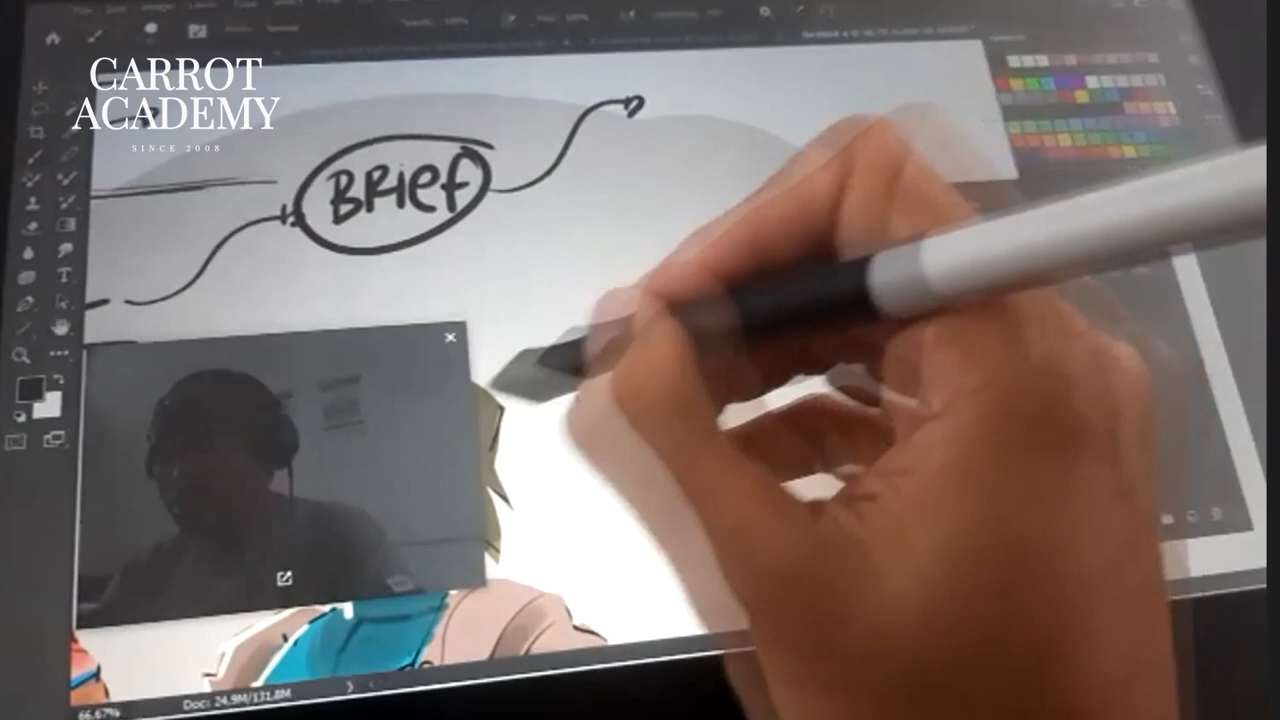 CARROT
ACADEMY
SINCE 2008
BRief
Doc: 24,9M/131,8M
66,67%